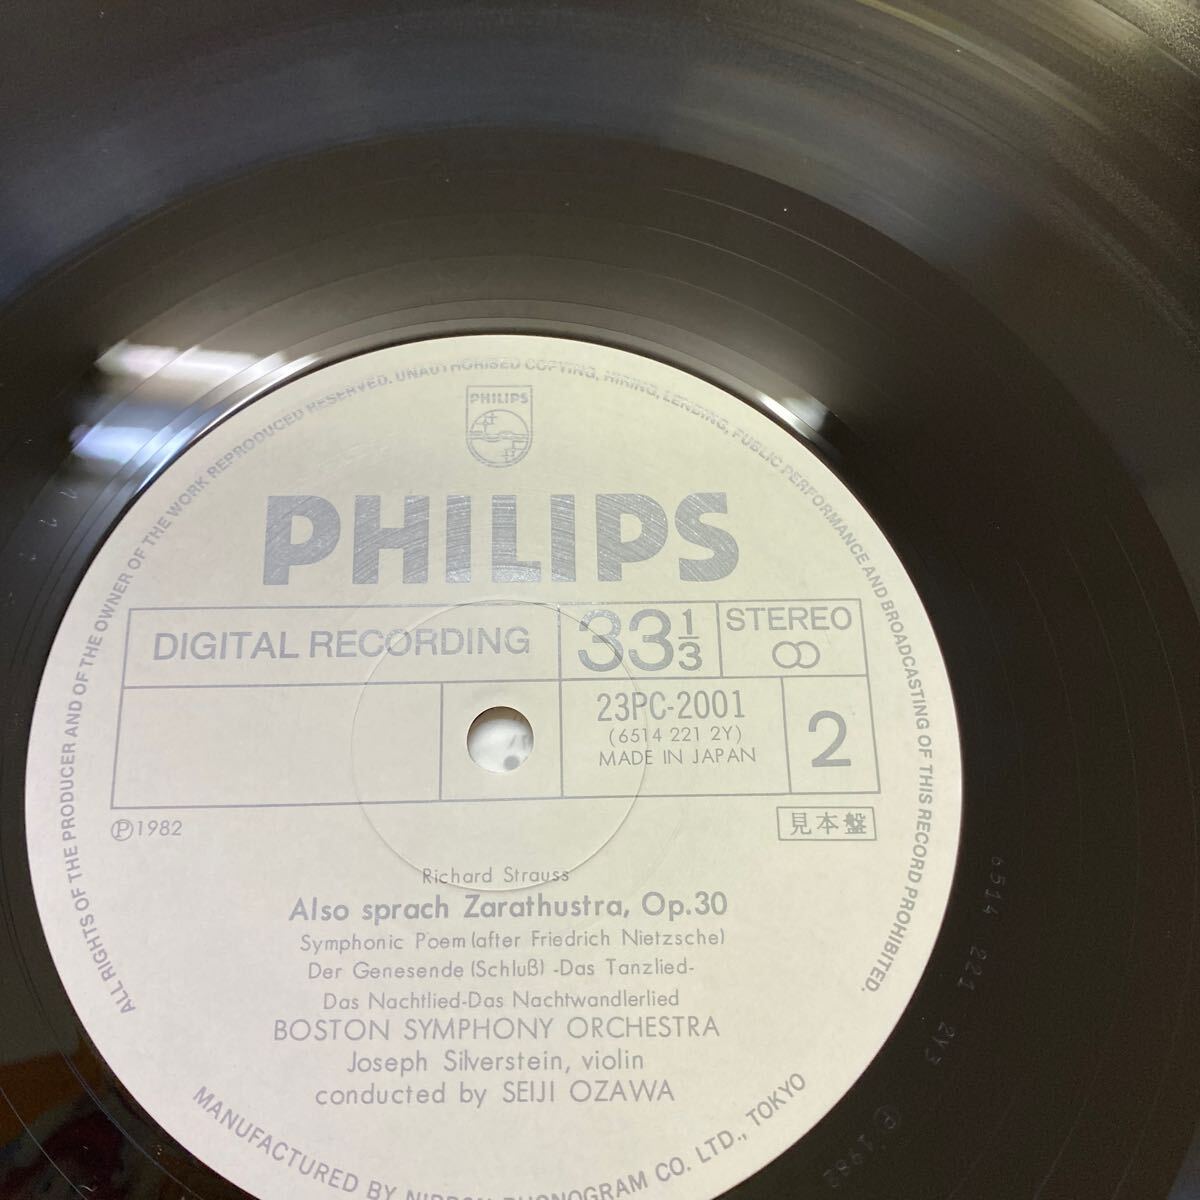 ALL RIGHTS OF THE PRODUCER AND OF THE OWNER OF THE WORK REPRODUCED RESERVED. UNAUTHORISED COPYING, HIRING, LENDING, PUBLIC PERFORMANCE AND BROADCASTING OF THIS RECORD PROHIBITED.
PHILIPS
PHILIPS
DIGITAL RECORDING
33 1/3
STEREO
23PC-2001
(6514 221 2Y)
MADE IN JAPAN
2
Ⓟ1982
見本盤
Richard Strauss
Also sprach Zarathustra, Op.30
Symphonic Poem (after Friedrich Nietzsche)
Der Genesende (Schluß) -Das Tanzlied-
Das Nachtlied-Das Nachtwandlerlied
BOSTON SYMPHONY ORCHESTRA
Joseph Silverstein, violin
conducted by SEIJI OZAWA
MANUFACTURED BY NIPPON PHONOGRAM CO. LTD., TOKYO
6514 221 2Y3
Ⓟ1982